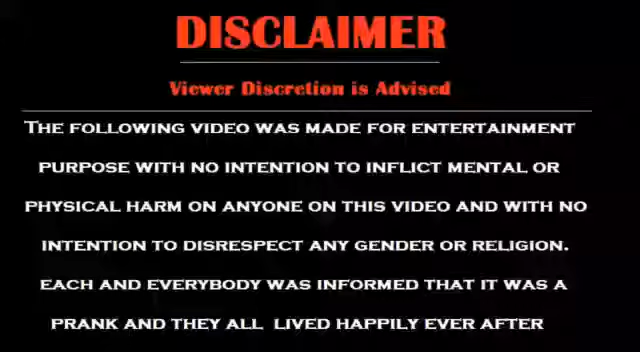 DISCLAIMER
Viewer Discretion is Advised
THE FOLLOWING VIDEO WAS MADE FOR ENTERTAINMENT
PURPOSE WITH NO INTENTION TO INFLICT MENTAL OR
PHYSICAL HARM ON ANYONE ON THIS VIDEO AND WITH NO
INTENTION TO DISRESPECT ANY GENDER OR RELIGION.
EACH AND EVERYBODY WAS INFORMED THAT IT WAS A
PRANK AND THEY ALL LIVED HAPPILY EVER AFTER